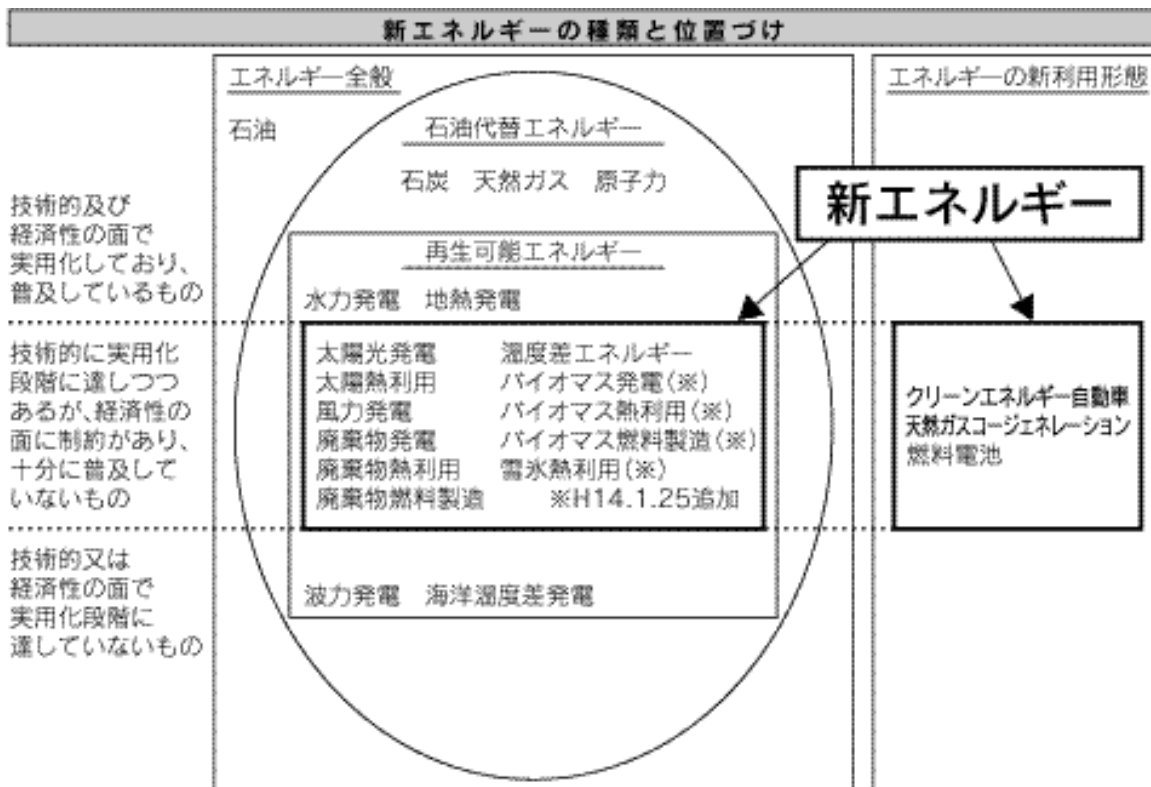 新エネルギーの種類と位置づけ
エネルギー全般
エネルギーの新利用形態
石油
石油代替エネルギー
石炭　天然ガス　原子力
新エネルギー
技術的及び
経済性の面で
実用化しており、
普及しているもの
再生可能エネルギー
水力発電　地熱発電
技術的に実用化
段階に達しつつ
あるが、経済性の
面に制約があり、
十分に普及して
いないもの
太陽光発電　温度差エネルギー
太陽熱利用　バイオマス発電(※)
風力発電　バイオマス熱利用(※)
廃棄物発電　バイオマス燃料製造(※)
廃棄物熱利用　雪氷熱利用(※)
廃棄物燃料製造　※H14.1.25追加
クリーンエネルギー自動車
天然ガスコージェネレーション
燃料電池
技術的又は
経済性の面で
実用化段階に
達していないもの
波力発電　海洋温度差発電